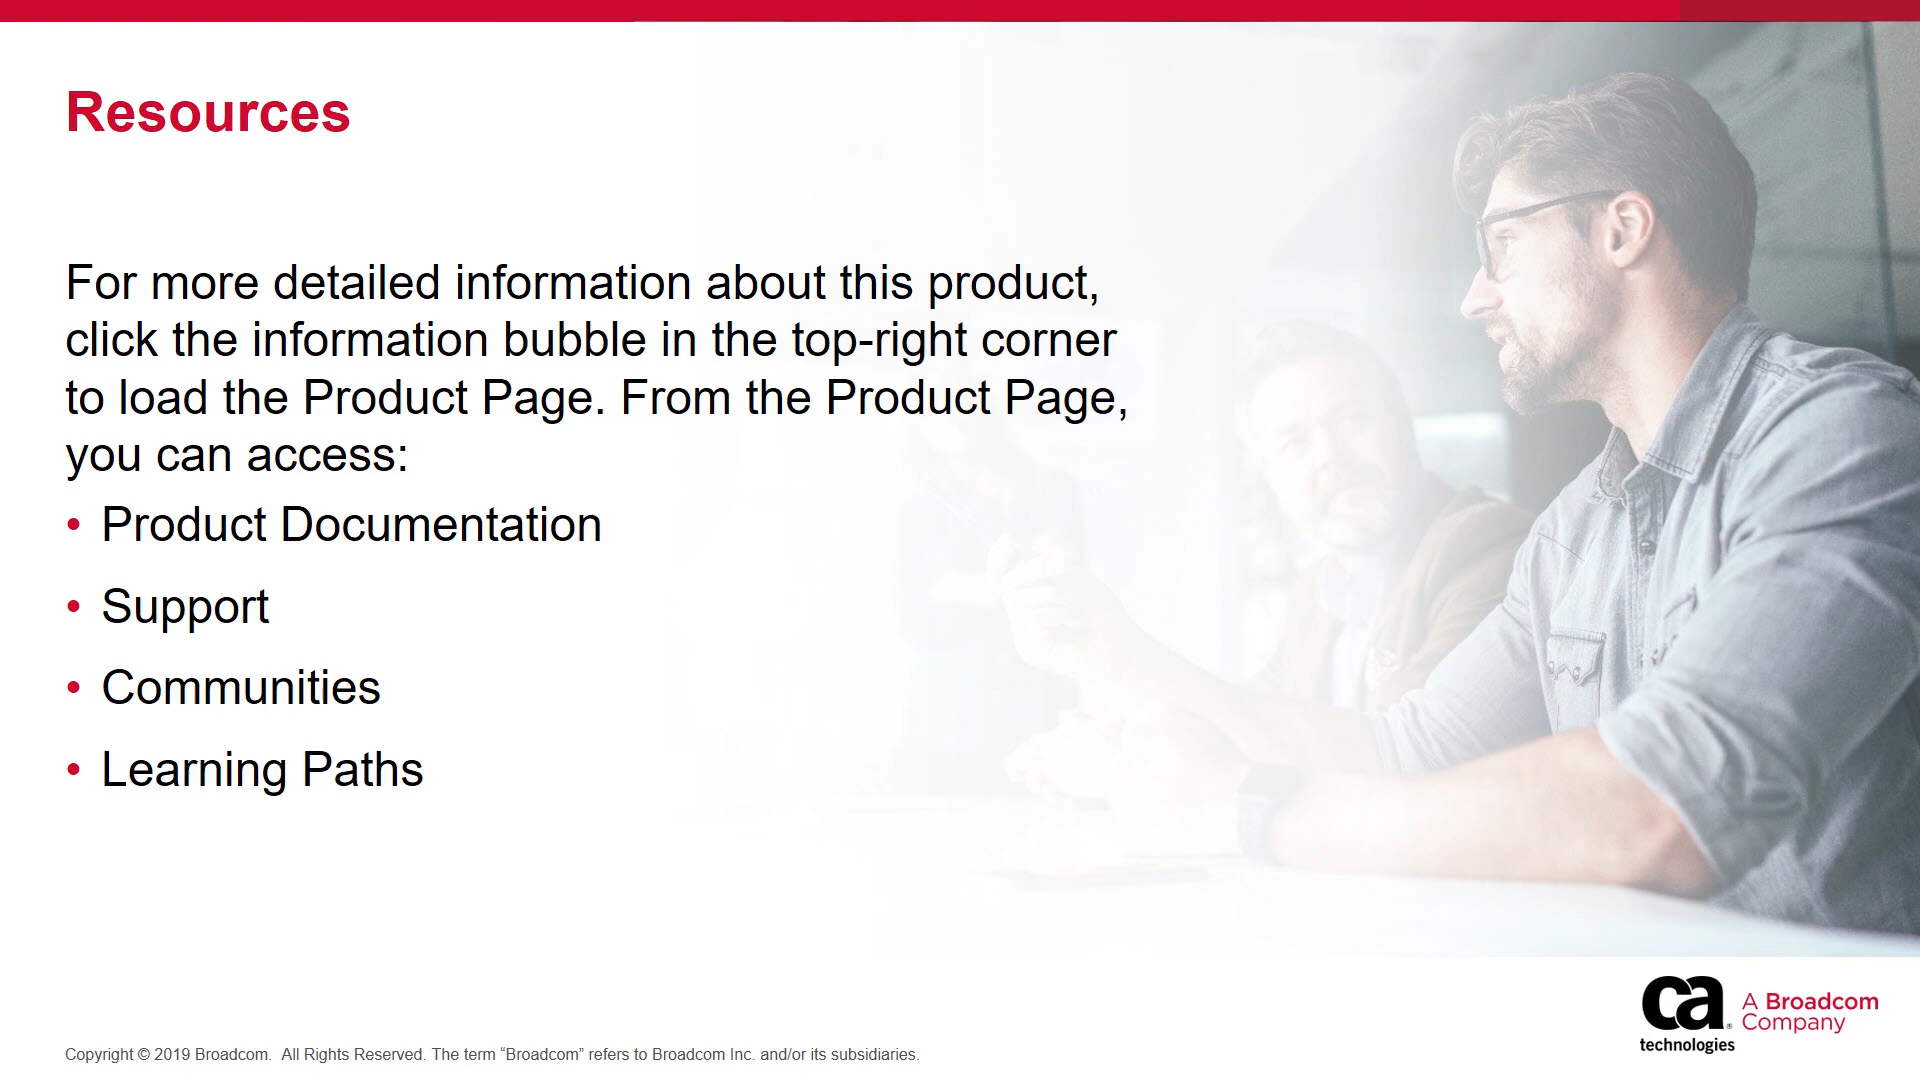 Resources
For more detailed information about this product,
click the information bubble in the top-right corner
to load the Product Page. From the Product Page,
you can access:
• Product Documentation
• Support
• Communities
• Learning Paths
ca®
technologies
A Broadcom
Company
Copyright © 2019 Broadcom.  All Rights Reserved. The term “Broadcom” refers to Broadcom Inc. and/or its subsidiaries.